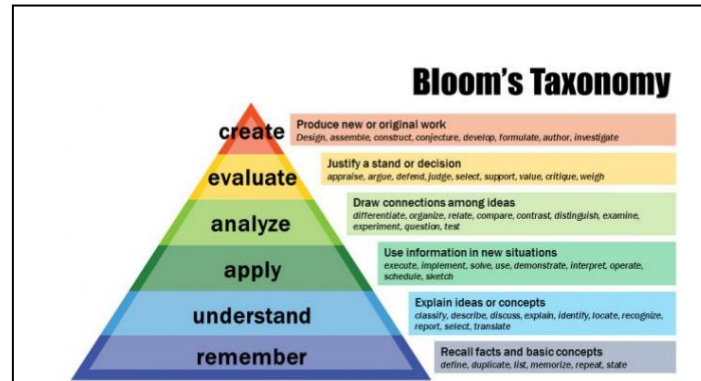 Bloom's Taxonomy
create
Produce new or original work
Design, assemble, construct, conjecture, develop, formulate, author, investigate
evaluate
Justify a stand or decision
appraise, argue, defend, judge, select, support, value, critique, weigh
analyze
Draw connections among ideas
differentiate, organize, relate, compare, contrast, distinguish, examine,
experiment, question, test
apply
Use information in new situations
execute, implement, solve, use, demonstrate, interpret, operate,
schedule, sketch
understand
Explain ideas or concepts
classify, describe, discuss, explain, identify, locate, recognize,
report, select, translate
remember
Recall facts and basic concepts
define, duplicate, list, memorize, repeat, state